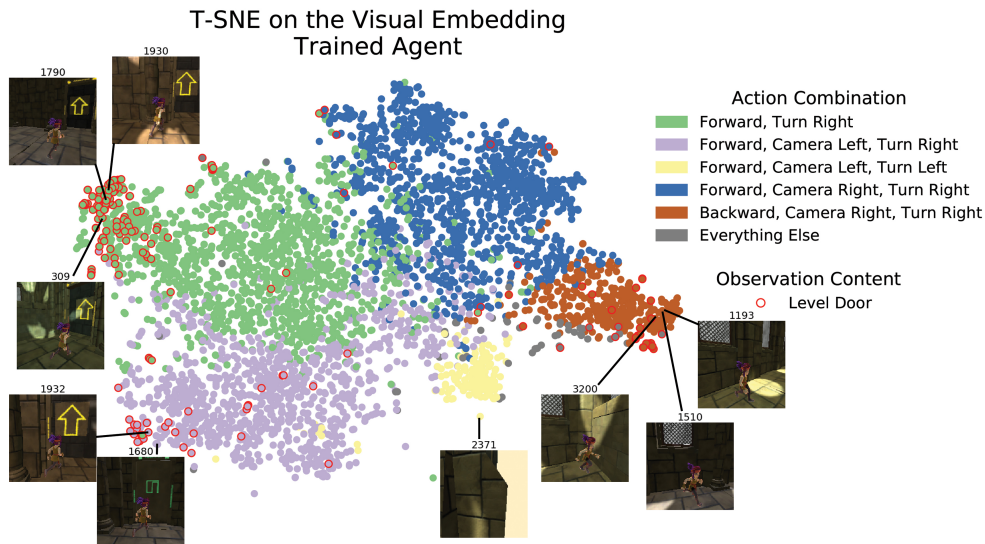 T-SNE on the Visual Embedding
Trained Agent
1930
1790
309
1932
1680
2371
3200
1510
1193
Action Combination
Forward, Turn Right
Forward, Camera Left, Turn Right
Forward, Camera Left, Turn Left
Forward, Camera Right, Turn Right
Backward, Camera Right, Turn Right
Everything Else
Observation Content
Level Door